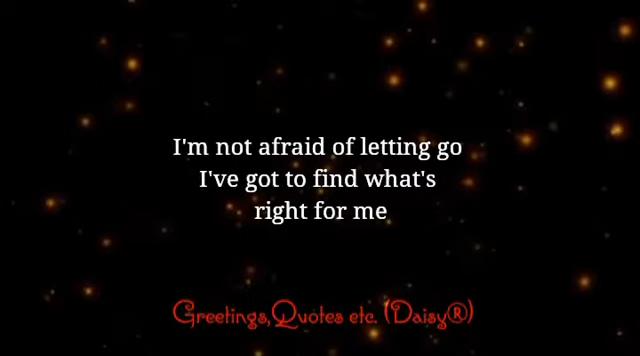 I'm not afraid of letting go
I've got to find what's
right for me
Greetings,Quotes etc. (Daisy®)